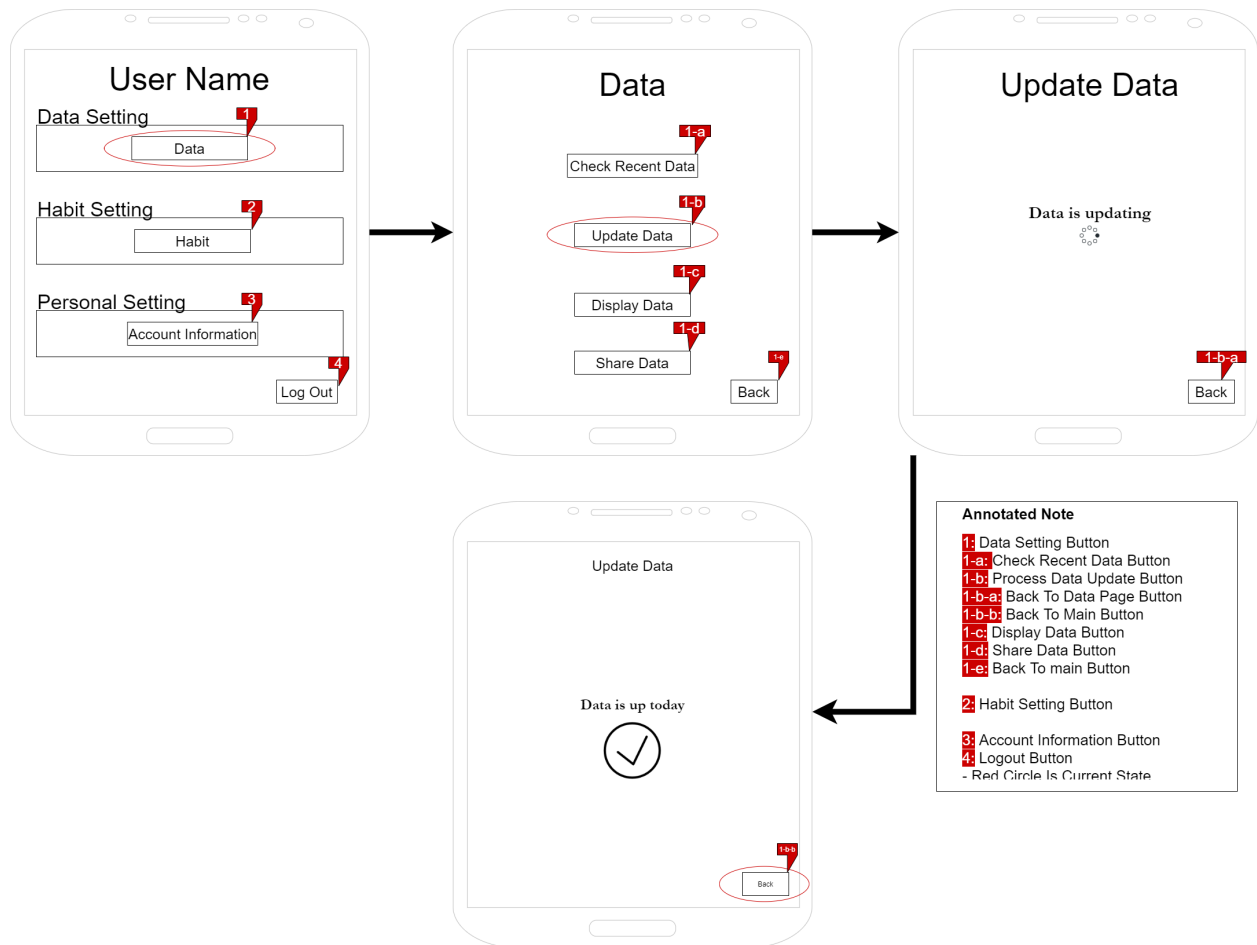 User Name
Data Setting
1
Data
Habit Setting
2
Habit
Personal Setting
3
Account Information
4
Log Out
Data
1-a
Check Recent Data
1-b
Update Data
1-c
Display Data
1-d
Share Data
1-e
Back
Update Data
Data is updating
1-b-a
Back
Update Data
Data is up today
1-b-b
Back
Annotated Note
1: Data Setting Button
1-a: Check Recent Data Button
1-b: Process Data Update Button
1-b-a: Back To Data Page Button
1-b-b: Back To Main Button
1-c: Display Data Button
1-d: Share Data Button
1-e: Back To main Button
2: Habit Setting Button
3: Account Information Button
4: Logout Button
- Red Circle Is Current State